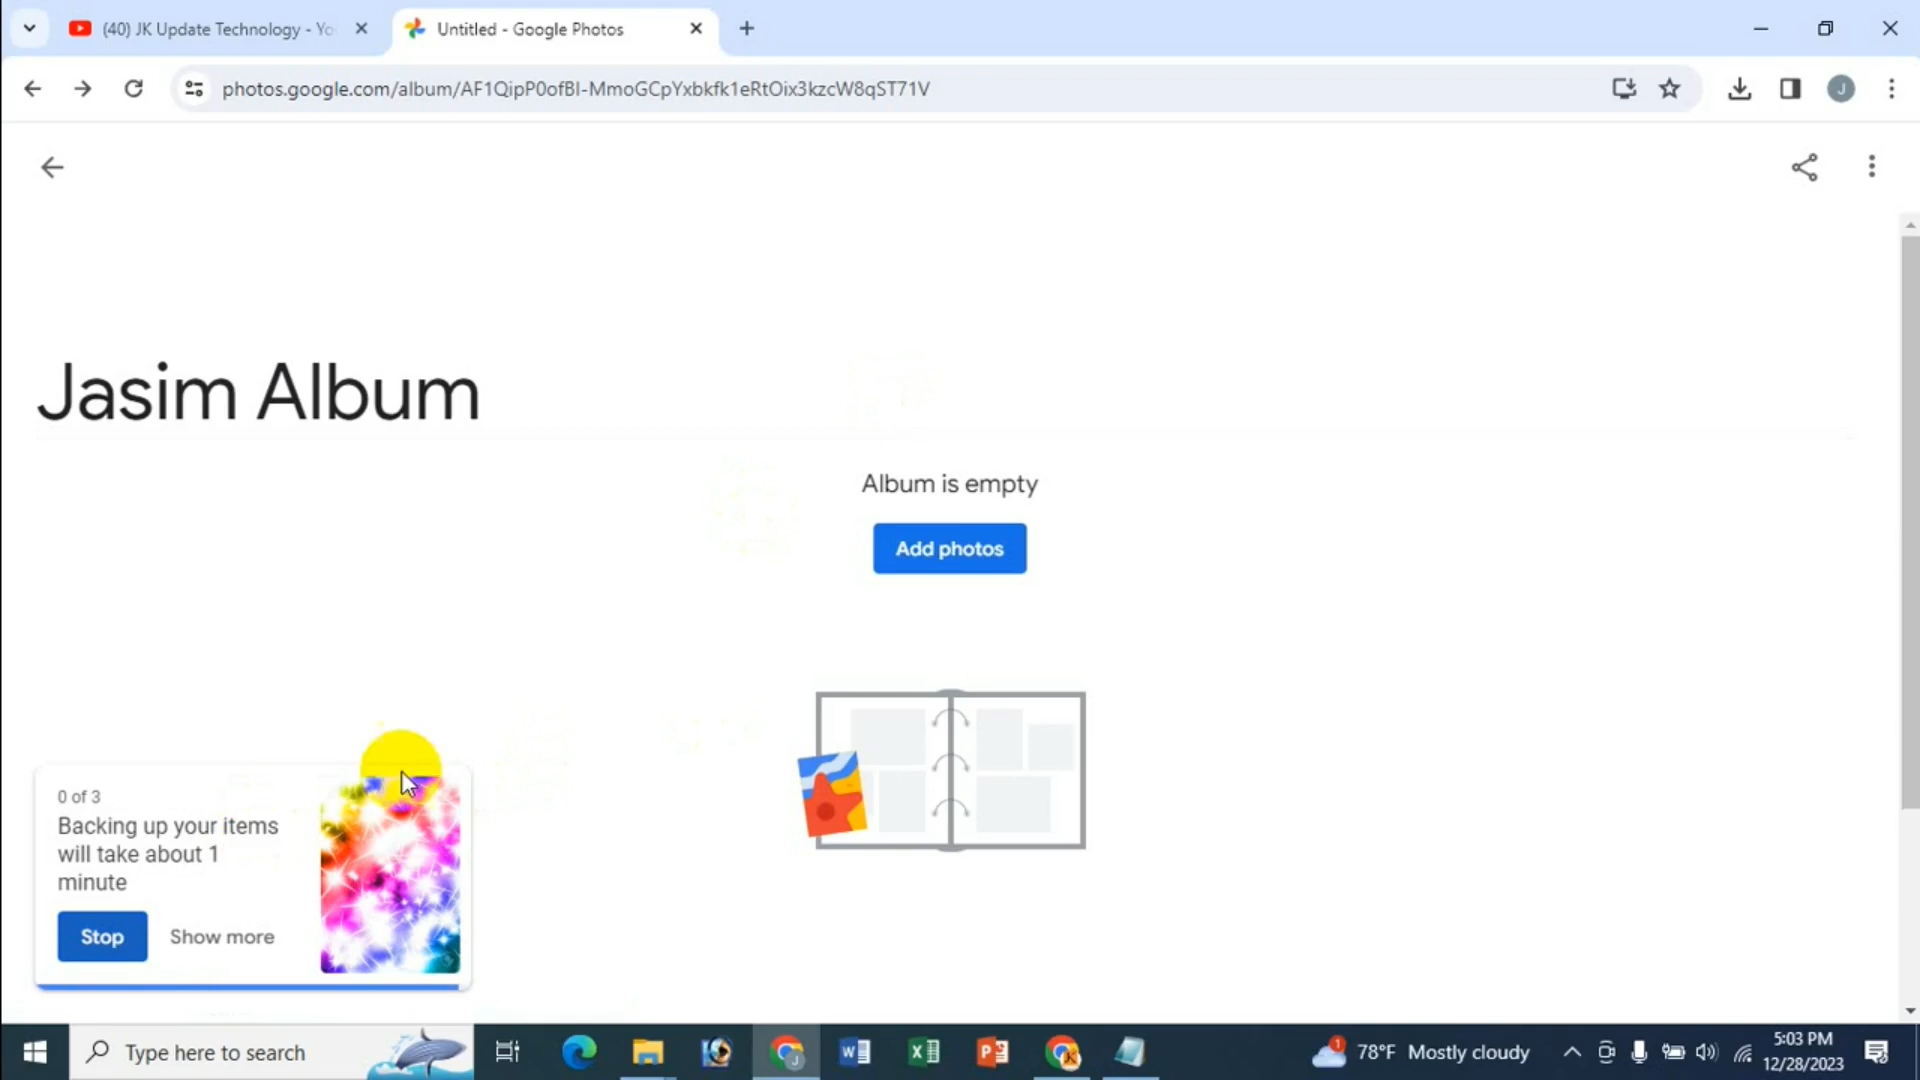 (40) JK Update Technology - Yo
Untitled - Google Photos
photos.google.com/album/AF1QipP0ofBI-MmoGCpYxbkfk1eRtOix3kzcW8qST71V
J
Jasim Album
Album is empty
Add photos
0 of 3
Backing up your items
will take about 1
minute
Stop
Show more
Type here to search
78°F Mostly cloudy
5:03 PM
12/28/2023